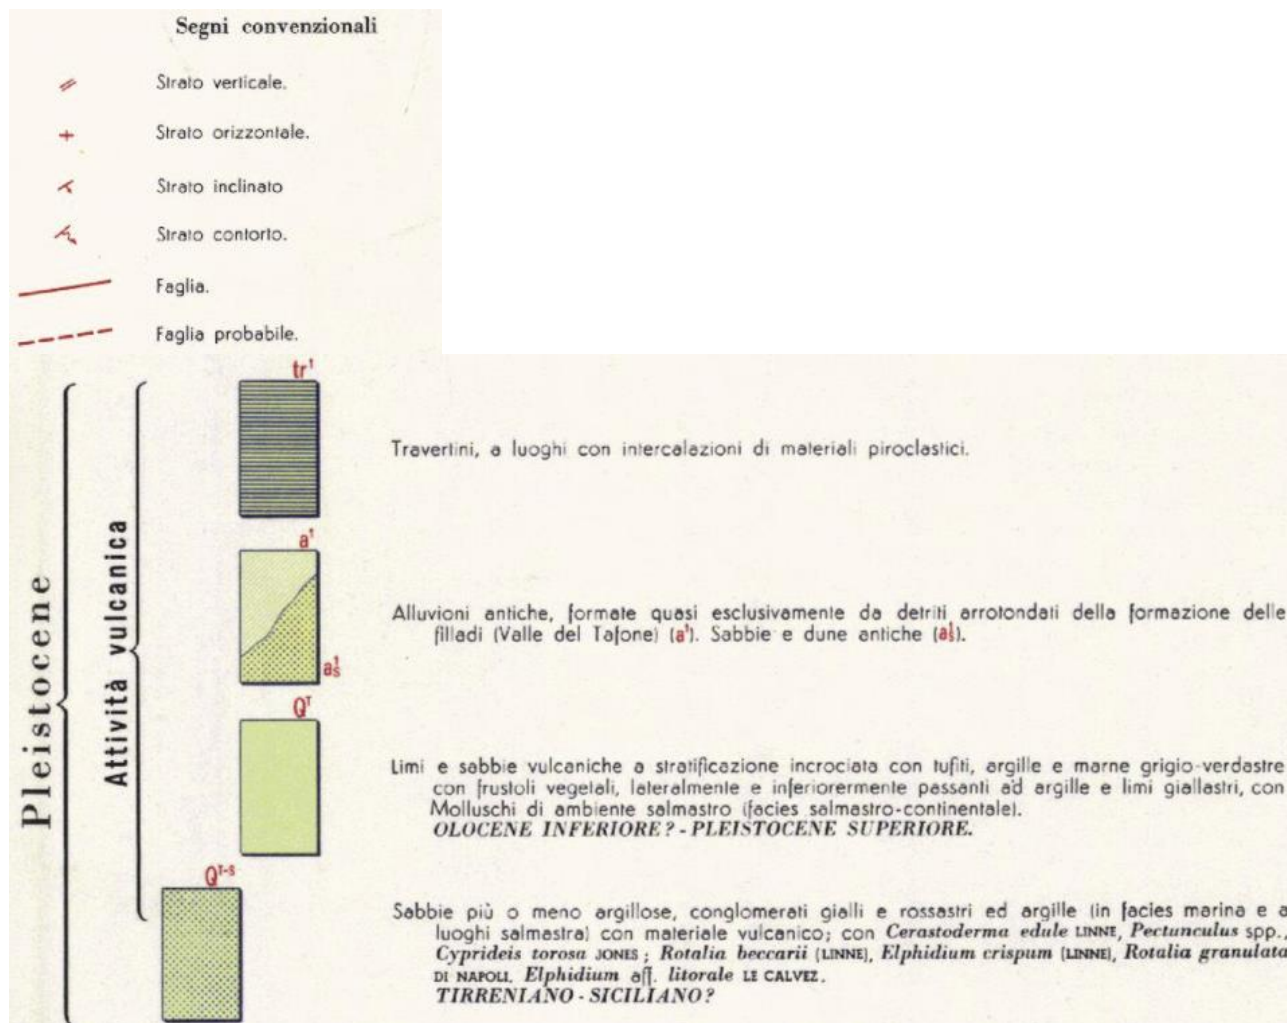 Segni convenzionali
Strato verticale.
Strato orizzontale.
Strato inclinato
Strato contorto.
Faglia.
Faglia probabile.
Pleistocene
Attività vulcanica
tr¹
Travertini, a luoghi con intercalazioni di materiali piroclastici.
a¹
Alluvioni antiche, formate quasi esclusivamente da detriti arrotondati della formazione delle
filladi (Valle del Tafone) (a¹). Sabbie e dune antiche (a¹s).
a¹s
Qᵀ
Limi e sabbie vulcaniche a stratificazione incrociata con tufiti, argille e marne grigio-verdastre
con frustoli vegetali, lateralmente e inferiormente passanti ad argille e limi giallastri, con
Molluschi di ambiente salmastro (facies salmastro-continentale).
OLOCENE INFERIORE? - PLEISTOCENE SUPERIORE.
Qᵀ⁻ˢ
Sabbie più o meno argillose, conglomerati gialli e rossastri ed argille (in facies marina e a
luoghi salmastra) con materiale vulcanico; con Cerastoderma edule LINNE, Pectunculus spp.,
Cyprideis torosa JONES; Rotalia beccarii (LINNE), Elphidium crispum (LINNE), Rotalia granulata
DI NAPOLI, Elphidium aff. litorale LE CALVEZ.
TIRRENIANO - SICILIANO?